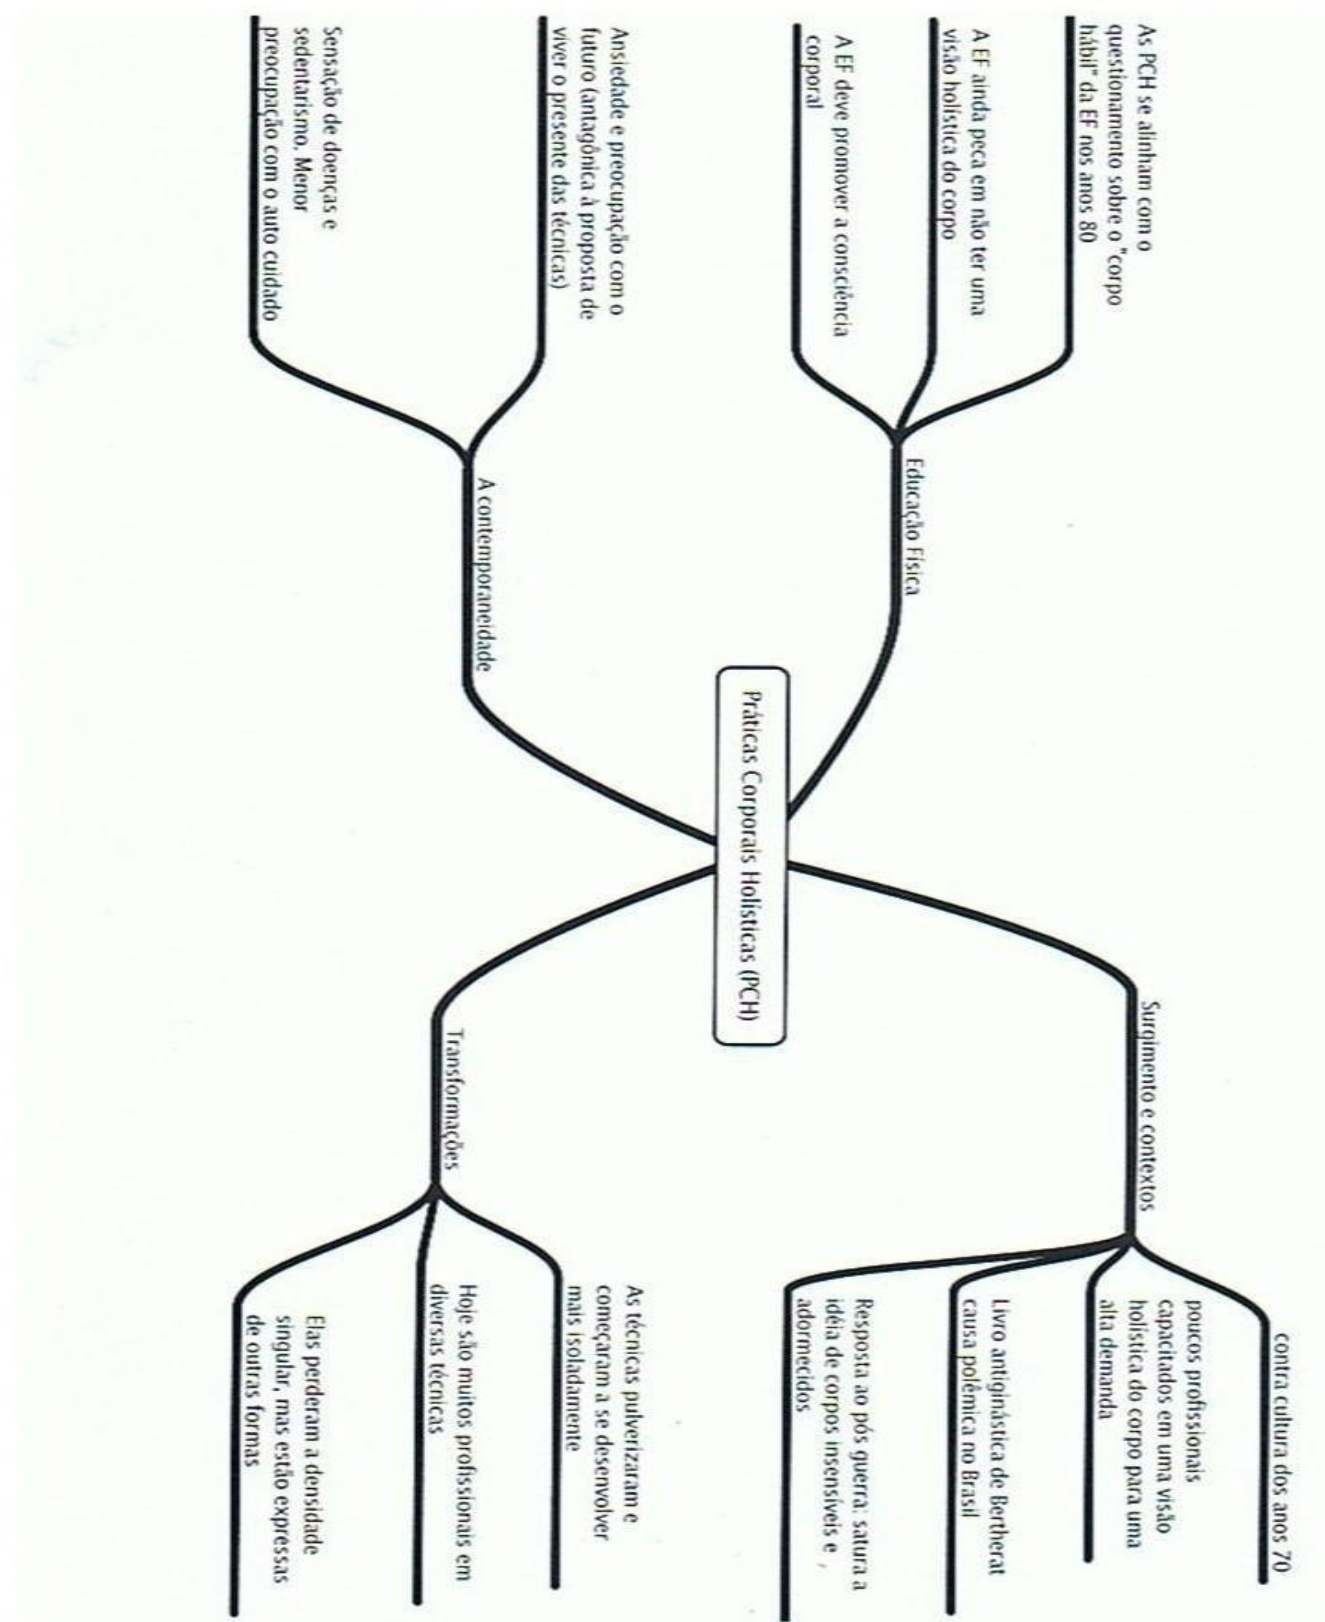 Práticas Corporais Holísticas (PCH)
Educação Física
As PCH se alinham com o
questionamento sobre o "corpo
hábil" da EF nos anos 80
A EF ainda peca em não ter uma
visão holística do corpo
A EF deve promover a consciência
corporal
A contemporaneidade
Ansiedade e preocupação com o
futuro (antagônica à proposta de
viver o presente das técnicas)
Sensação de doenças e
sedentarismo. Menor
preocupação com o auto cuidado
Surgimento e contextos
contra cultura dos anos 70
poucos profissionais
capacitados em uma visão
holística do corpo para uma
alta demanda
Livro antiginástica de Bertherat
causa polêmica no Brasil
Resposta ao pós guerra: satura a
idéia de corpos insensíveis e ,
adormecidos
Transformações
As técnicas pulverizaram e
começaram a se desenvolver
mais isoladamente
Hoje são muitos profissionais em
diversas técnicas
Elas perderam a densidade
singular, mas estão expressas
de outras formas